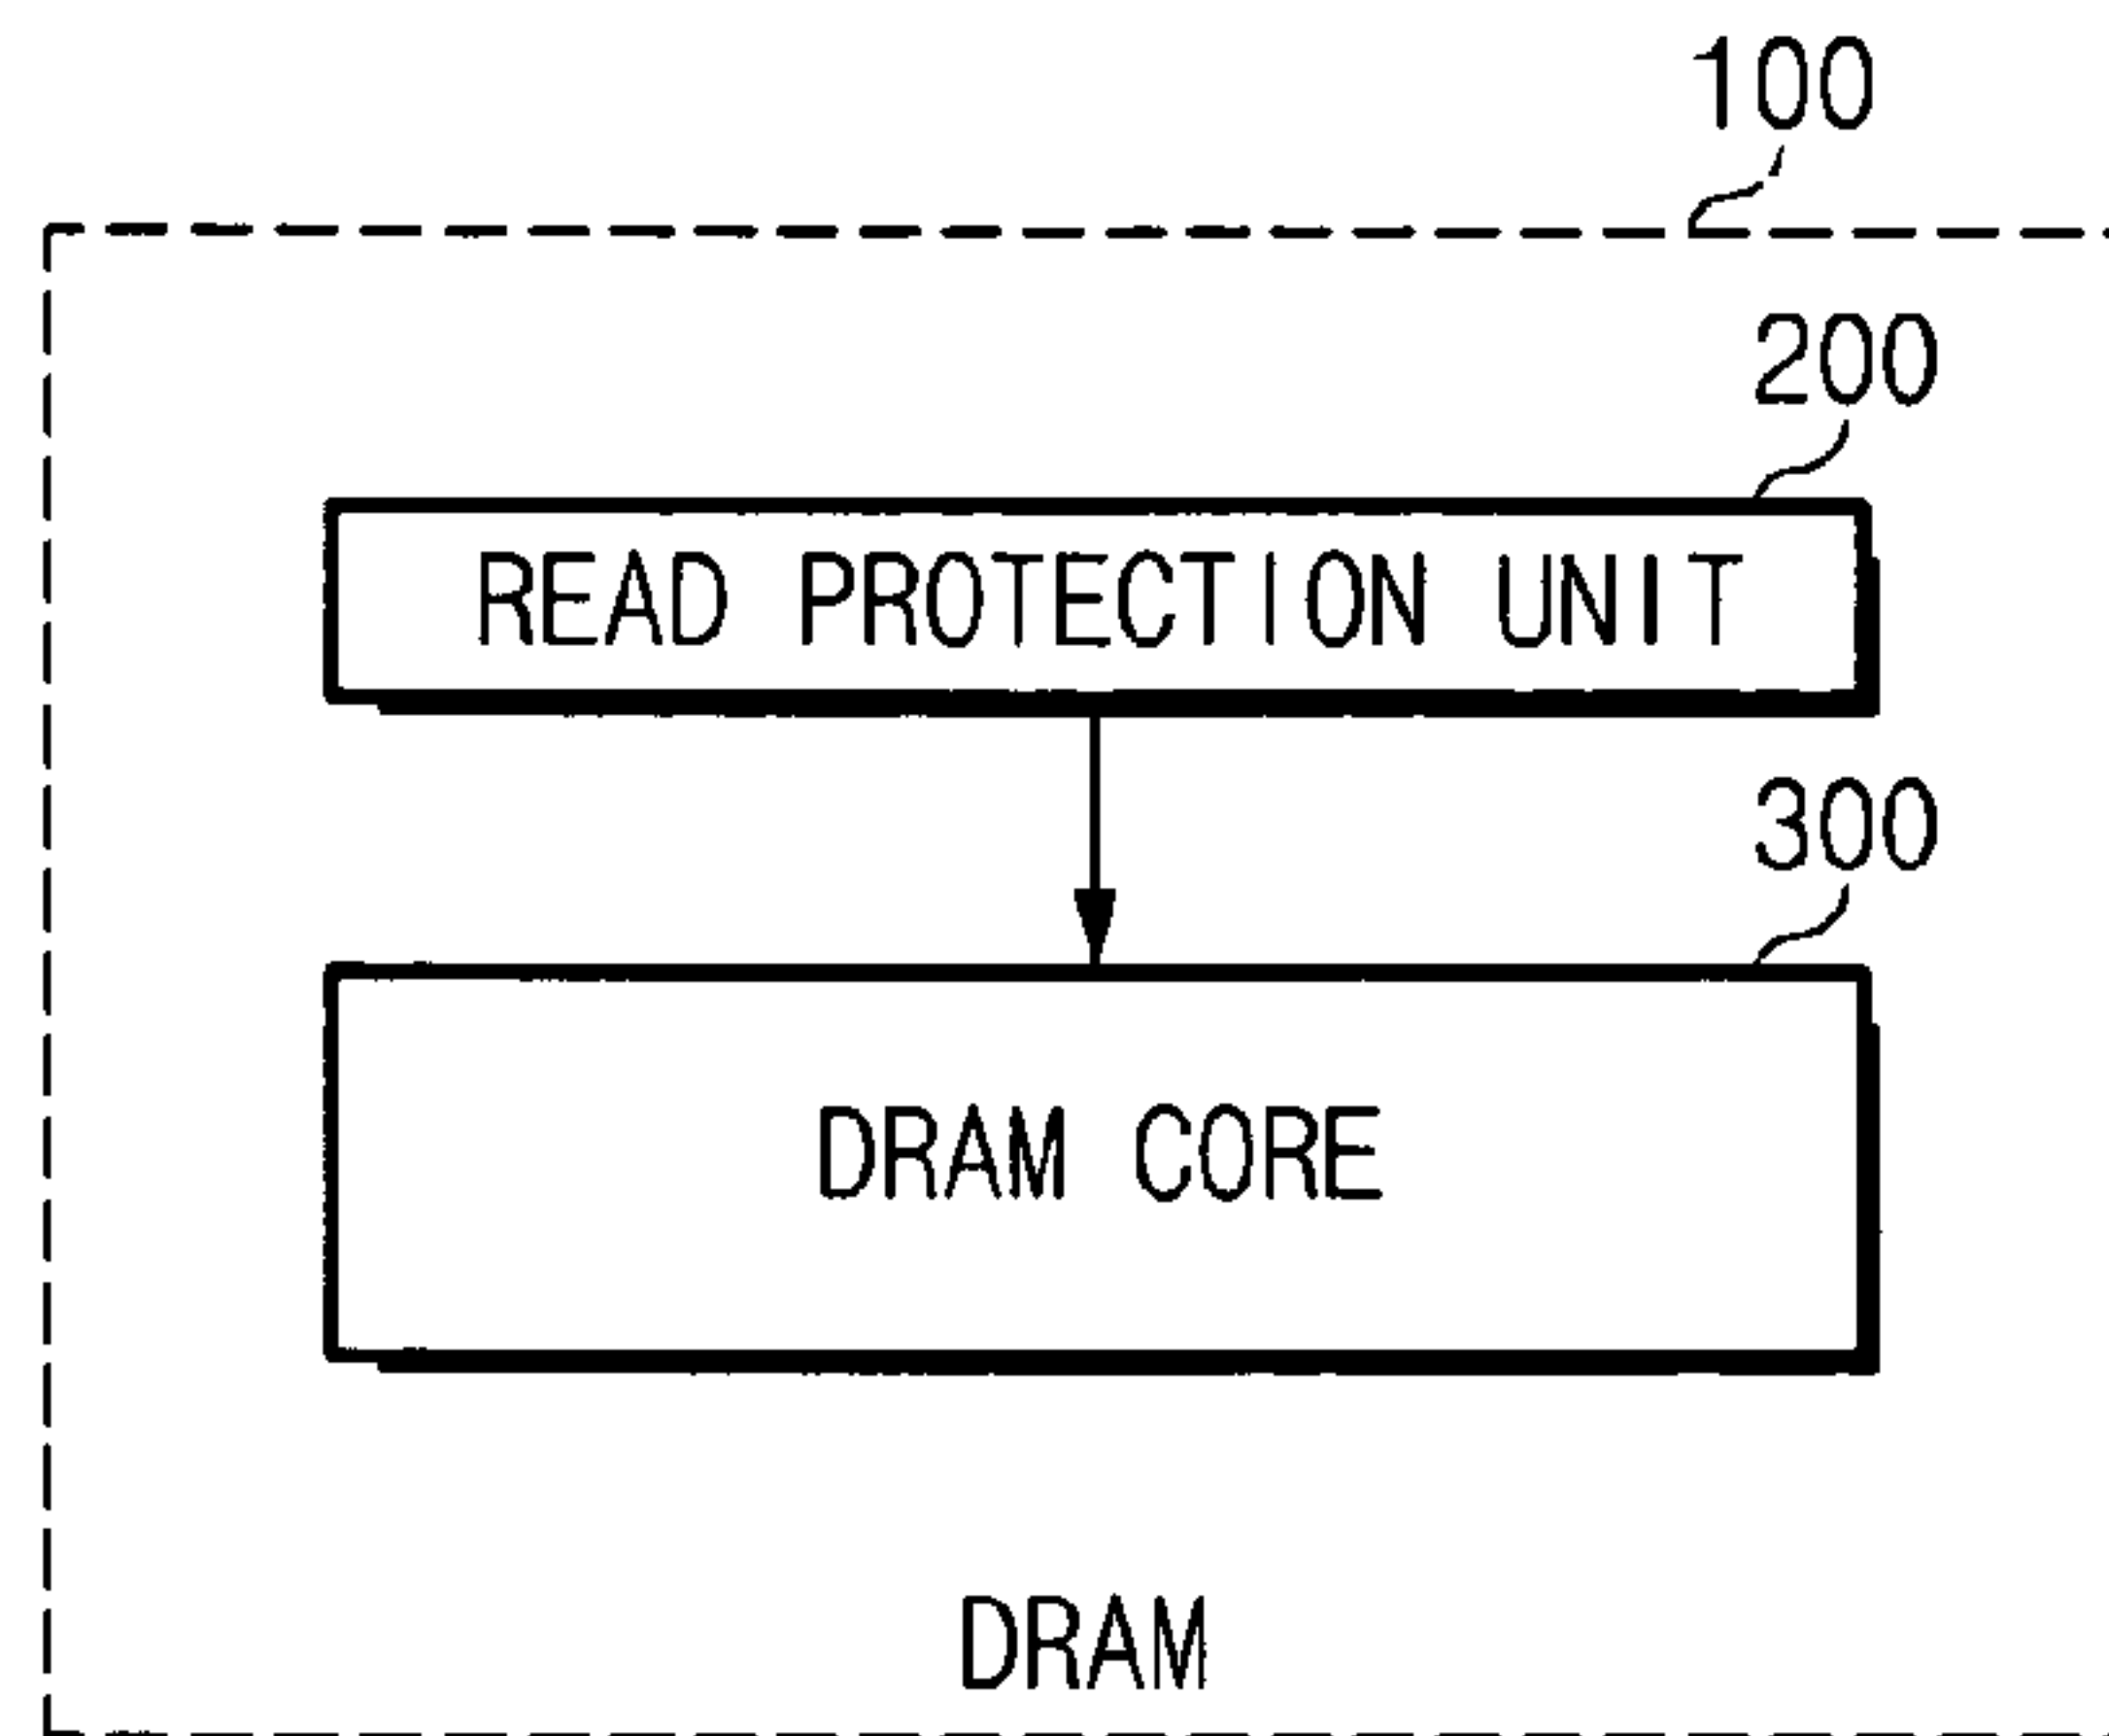 100
200
READ PROTECTION UNIT
300
DRAM CORE
DRAM